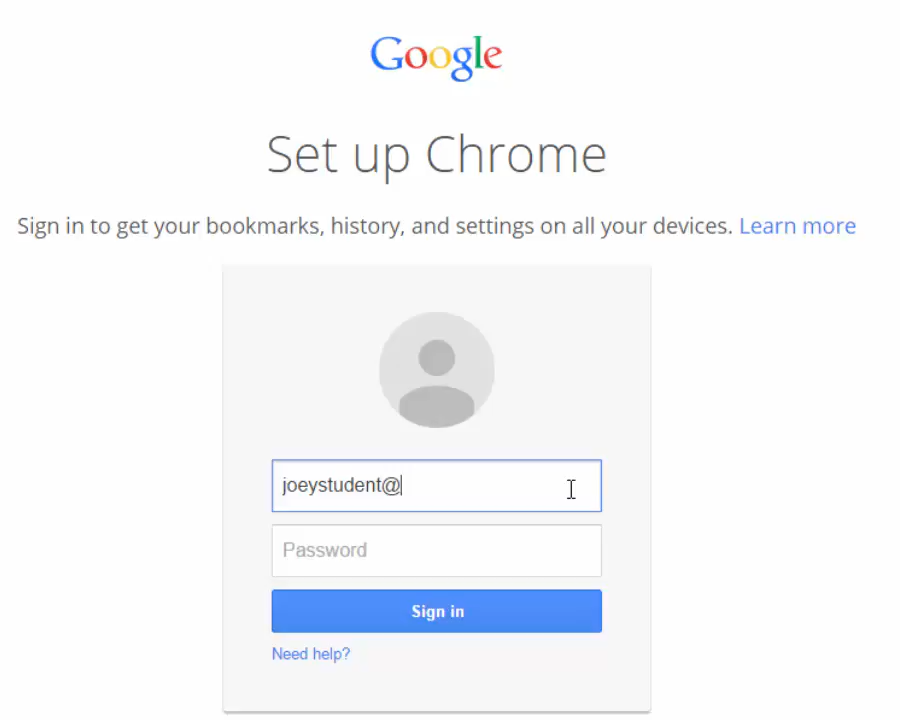 Google
Set up Chrome
Sign in to get your bookmarks, history, and settings on all your devices. Learn more
joeystudent@
Password
Sign in
Need help?